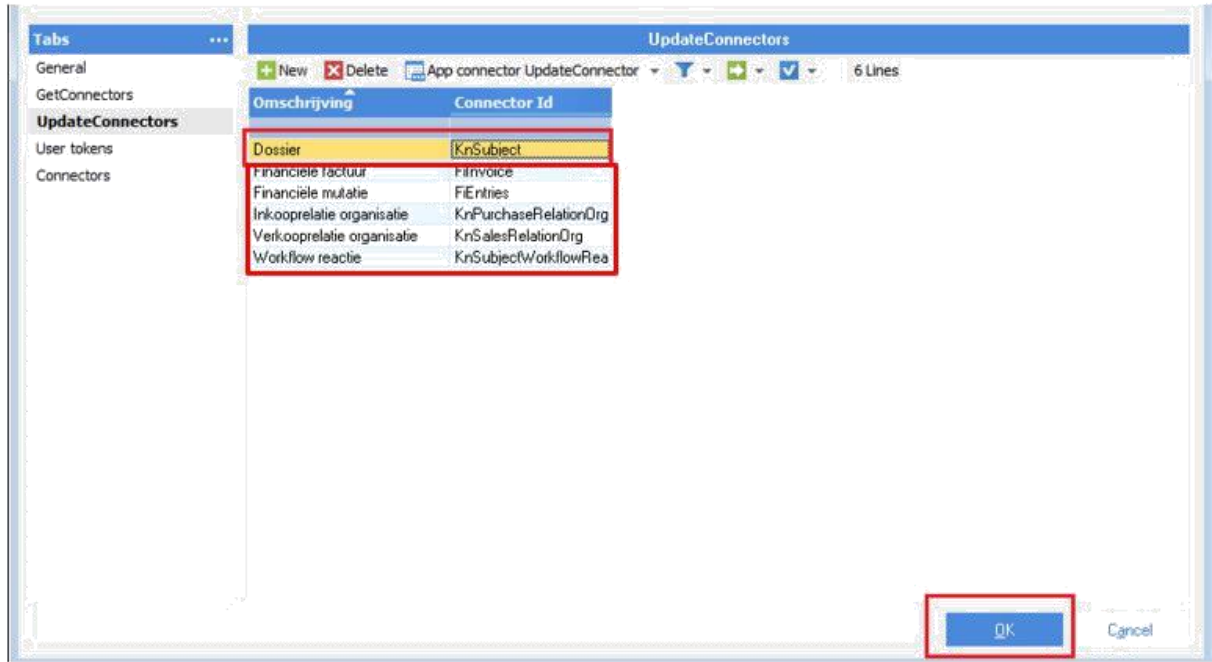 Tabs ...
UpdateConnectors
General
GetConnectors
UpdateConnectors
User tokens
Connectors
New Delete App connector UpdateConnector 6 Lines
Omschrijving Connector Id
Dossier KnSubject
Financiële factuur FiInvoice
Financiële mutatie FiEntries
Inkooprelatie organisatie KnPurchaseRelationOrg
Verkooprelatie organisatie KnSalesRelationOrg
Workflow reactie KnSubjectWorkflowRea
OK Cancel